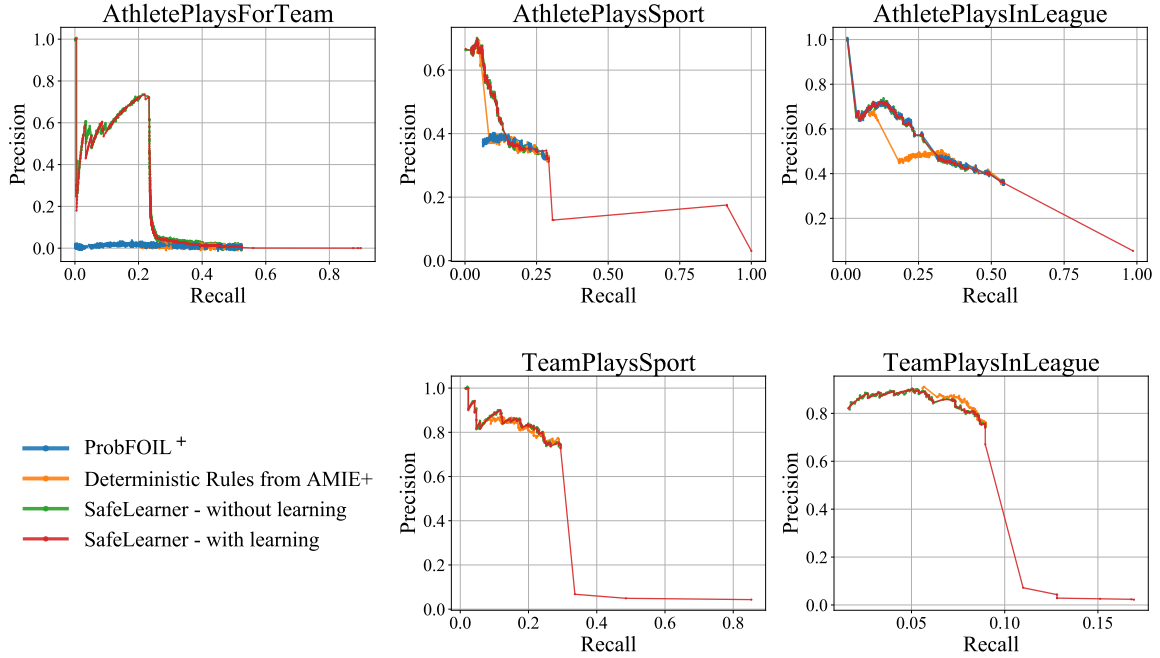 AthletePlaysForTeam
1.0
0.8
0.6
0.4
0.2
0.0
Precision
0.0 0.2 0.4 0.6 0.8
Recall
AthletePlaysSport
0.6
0.4
0.2
0.0
Precision
0.00 0.25 0.50 0.75 1.00
Recall
AthletePlaysInLeague
1.0
0.8
0.6
0.4
0.2
Precision
0.00 0.25 0.50 0.75 1.00
Recall
ProbFOIL +
Deterministic Rules from AMIE+
SafeLearner - without learning
SafeLearner - with learning
TeamPlaysSport
1.0
0.8
0.6
0.4
0.2
0.0
Precision
0.0 0.2 0.4 0.6 0.8
Recall
TeamPlaysInLeague
0.8
0.6
0.4
0.2
0.0
Precision
0.05 0.10 0.15
Recall